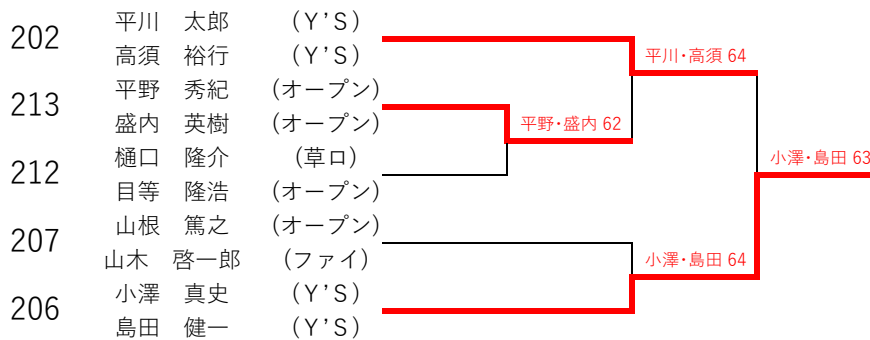 202
平川　太郎　（Y’S）
高須　裕行　（Y’S）
213
平野　秀紀　（オープン）
盛内　英樹　（オープン）
212
樋口　隆介　（草ロ）
目等　隆浩　（オープン）
207
山根　篤之　（オープン）
山木　啓一郎　（ファイ）
206
小澤　真史　（Y’S）
島田　健一　（Y’S）
平野・盛内 62
平川・高須 64
小澤・島田 64
小澤・島田 63